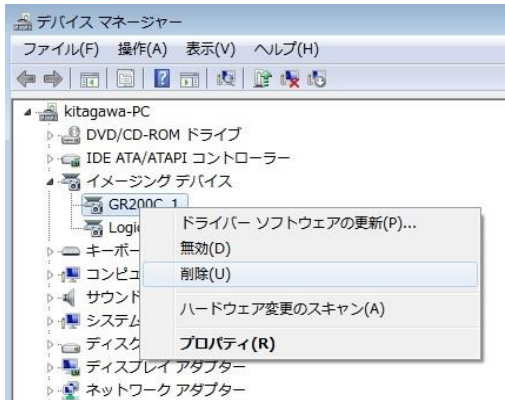 デバイス マネージャー
ファイル(F) 操作(A) 表示(V) ヘルプ(H)
kitagawa-PC
DVD/CD-ROM ドライブ
IDE ATA/ATAPI コントローラー
イメージング デバイス
GR200C_1
ドライバー ソフトウェアの更新(P)...
Logic
無効(D)
キーボー
削除(U)
コンピュ
サウンド
ハードウェア変更のスキャン(A)
システム
ディスク
プロパティ(R)
ディスプレイ アダプター
ネットワーク アダプター